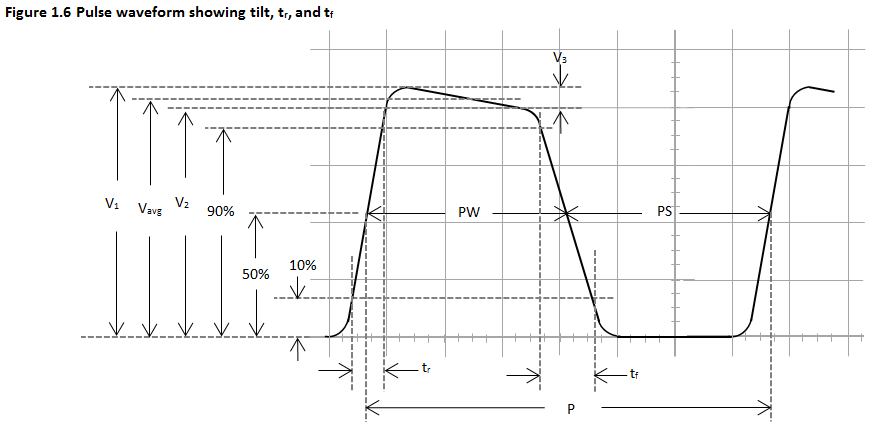 Figure 1.6 Pulse waveform showing tilt, tr, and tf
V3
V1
Vavg
V2
90%
PW
PS
50%
10%
tr
tf
P